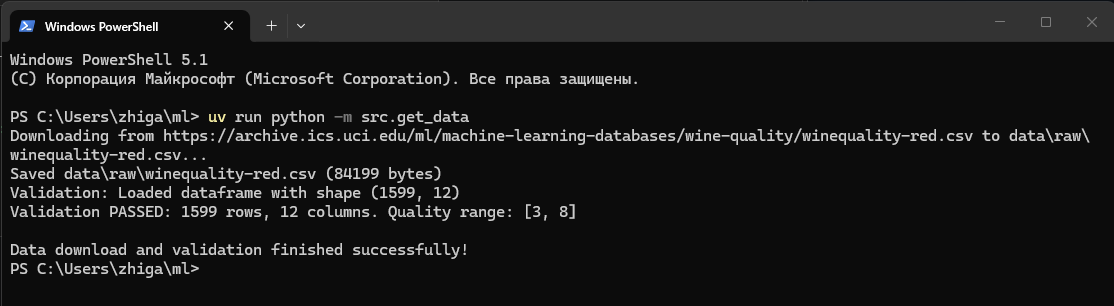 Windows PowerShell
Windows PowerShell 5.1
(C) Корпорация Майкрософт (Microsoft Corporation). Все права защищены.
PS C:\Users\zhiga\ml> uv run python -m src.get_data
Downloading from https://archive.ics.uci.edu/ml/machine-learning-databases/wine-quality/winequality-red.csv to data\raw\
winequality-red.csv...
Saved data\raw\winequality-red.csv (84199 bytes)
Validation: Loaded dataframe with shape (1599, 12)
Validation PASSED: 1599 rows, 12 columns. Quality range: [3, 8]
Data download and validation finished successfully!
PS C:\Users\zhiga\ml>